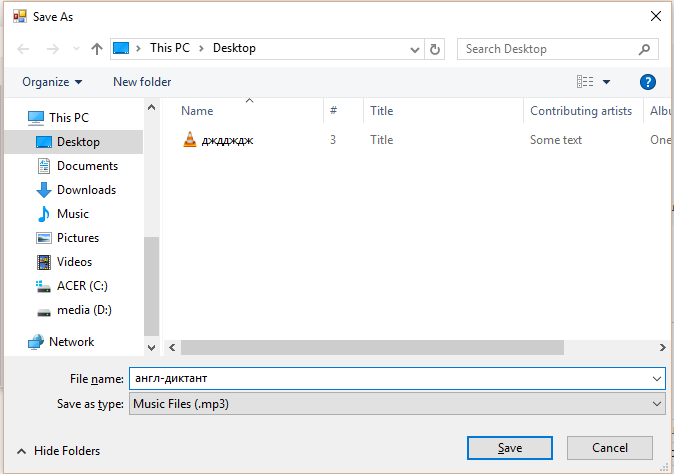 Save As
This PC > Desktop
Search Desktop
Organize
New folder
?
Name # Title Contributing artists Albu
джддждж 3 Title Some text One
This PC
Desktop
Documents
Downloads
Music
Pictures
Videos
ACER (C:)
media (D:)
Network
File name: англ-диктант
Save as type: Music Files (.mp3)
Hide Folders
Save
Cancel